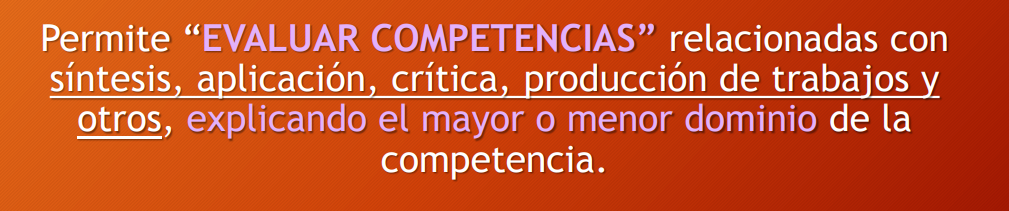 Permite “EVALUAR COMPETENCIAS” relacionadas con
síntesis, aplicación, crítica, producción de trabajos y
otros, explicando el mayor o menor dominio de la
competencia.